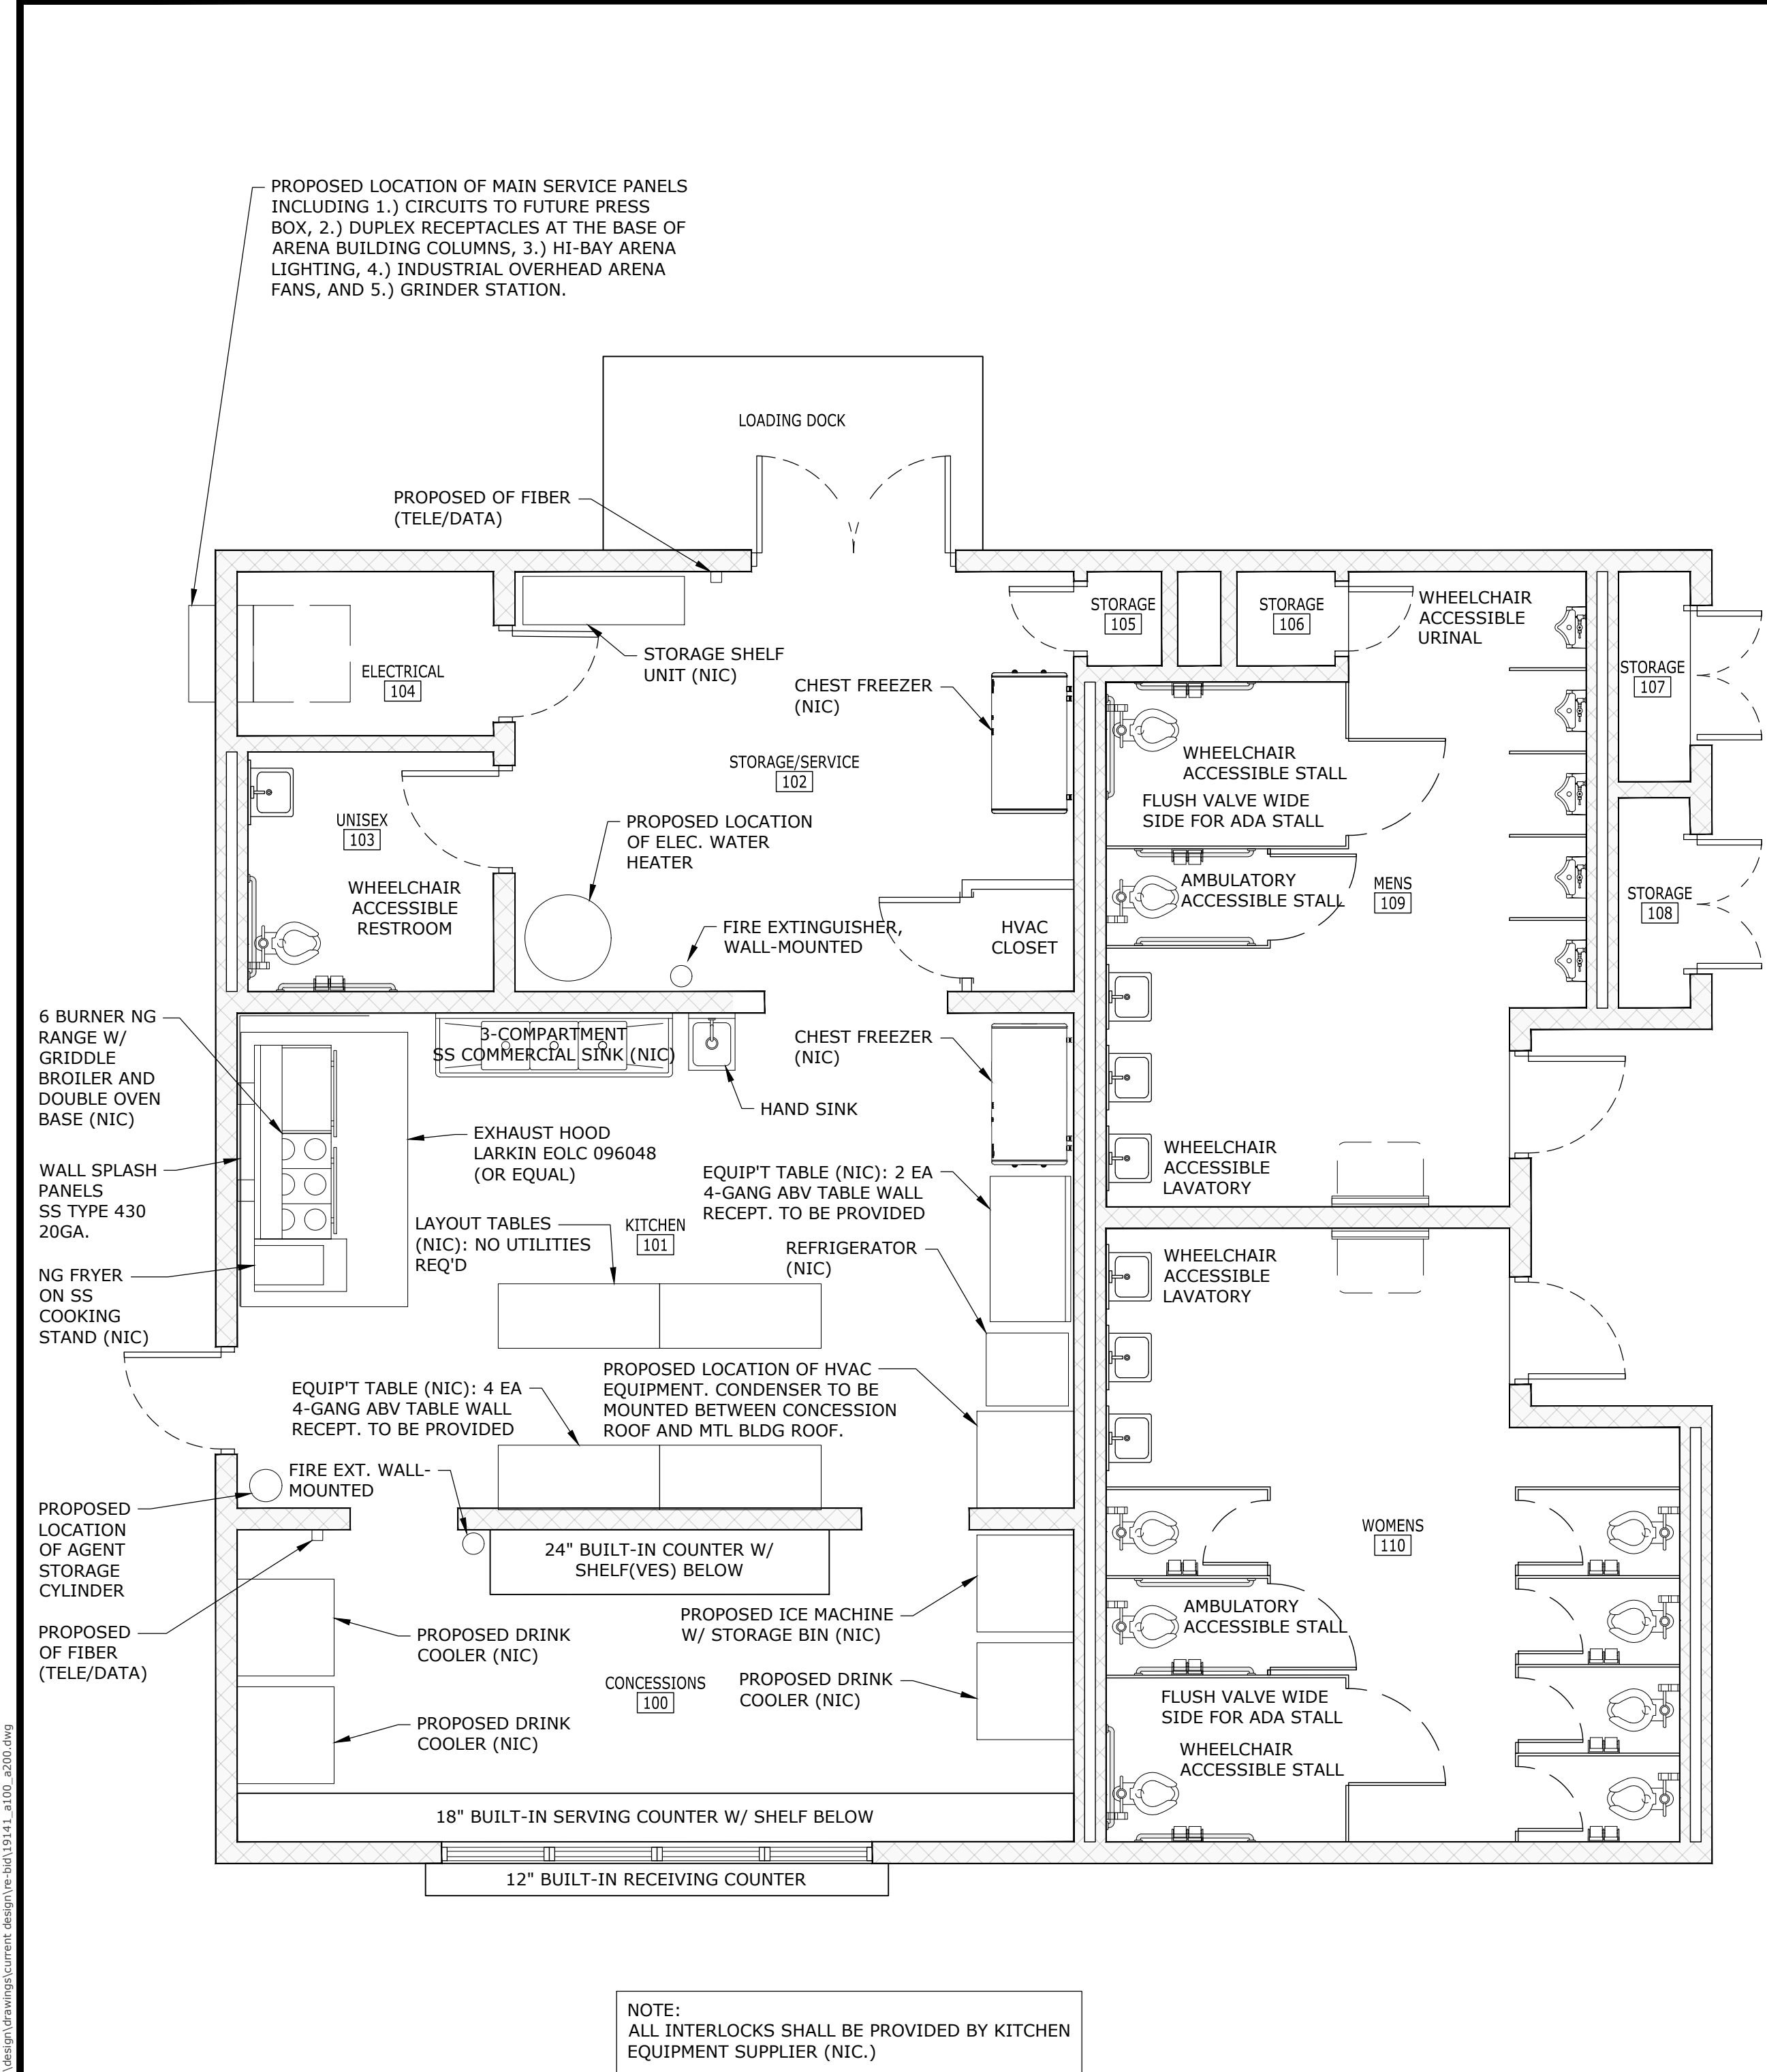 PROPOSED LOCATION OF MAIN SERVICE PANELS
INCLUDING 1.) CIRCUITS TO FUTURE PRESS
BOX, 2.) DUPLEX RECEPTACLES AT THE BASE OF
ARENA BUILDING COLUMNS, 3.) HI-BAY ARENA
LIGHTING, 4.) INDUSTRIAL OVERHEAD ARENA
FANS, AND 5.) GRINDER STATION.
LOADING DOCK
PROPOSED OF FIBER
(TELE/DATA)
ELECTRICAL
104
STORAGE SHELF
UNIT (NIC)
CHEST FREEZER
(NIC)
STORAGE
105
STORAGE
106
WHEELCHAIR
ACCESSIBLE
URINAL
STORAGE
107
STORAGE/SERVICE
102
WHEELCHAIR
ACCESSIBLE STALL
FLUSH VALVE WIDE
SIDE FOR ADA STALL
UNISEX
103
PROPOSED LOCATION
OF ELEC. WATER
HEATER
WHEELCHAIR
ACCESSIBLE
RESTROOM
AMBULATORY
ACCESSIBLE STALL
MENS
109
STORAGE
108
FIRE EXTINGUISHER,
WALL-MOUNTED
HVAC
CLOSET
6 BURNER NG
RANGE W/
GRIDDLE
BROILER AND
DOUBLE OVEN
BASE (NIC)
3-COMPARTMENT
SS COMMERCIAL SINK (NIC)
CHEST FREEZER
(NIC)
HAND SINK
EXHAUST HOOD
LARKIN EOLC 096048
(OR EQUAL)
WALL SPLASH
PANELS
SS TYPE 430
20GA.
EQUIP'T TABLE (NIC): 2 EA
4-GANG ABV TABLE WALL
RECEPT. TO BE PROVIDED
WHEELCHAIR
ACCESSIBLE
LAVATORY
LAYOUT TABLES
(NIC): NO UTILITIES
REQ'D
KITCHEN
101
REFRIGERATOR
(NIC)
WHEELCHAIR
ACCESSIBLE
LAVATORY
NG FRYER
ON SS
COOKING
STAND (NIC)
EQUIP'T TABLE (NIC): 4 EA
4-GANG ABV TABLE WALL
RECEPT. TO BE PROVIDED
PROPOSED LOCATION OF HVAC
EQUIPMENT. CONDENSER TO BE
MOUNTED BETWEEN CONCESSION
ROOF AND MTL BLDG ROOF.
FIRE EXT. WALL-
MOUNTED
PROPOSED
LOCATION
OF AGENT
STORAGE
CYLINDER
24" BUILT-IN COUNTER W/
SHELF(VES) BELOW
WOMENS
110
PROPOSED
OF FIBER
(TELE/DATA)
PROPOSED DRINK
COOLER (NIC)
PROPOSED ICE MACHINE
W/ STORAGE BIN (NIC)
AMBULATORY
ACCESSIBLE STALL
CONCESSIONS
100
PROPOSED DRINK
COOLER (NIC)
FLUSH VALVE WIDE
SIDE FOR ADA STALL
PROPOSED DRINK
COOLER (NIC)
WHEELCHAIR
ACCESSIBLE STALL
18" BUILT-IN SERVING COUNTER W/ SHELF BELOW
12" BUILT-IN RECEIVING COUNTER
NOTE:
ALL INTERLOCKS SHALL BE PROVIDED BY KITCHEN
EQUIPMENT SUPPLIER (NIC.)
\design\drawings\current design\re-bid\19141_a100_a200.dwg